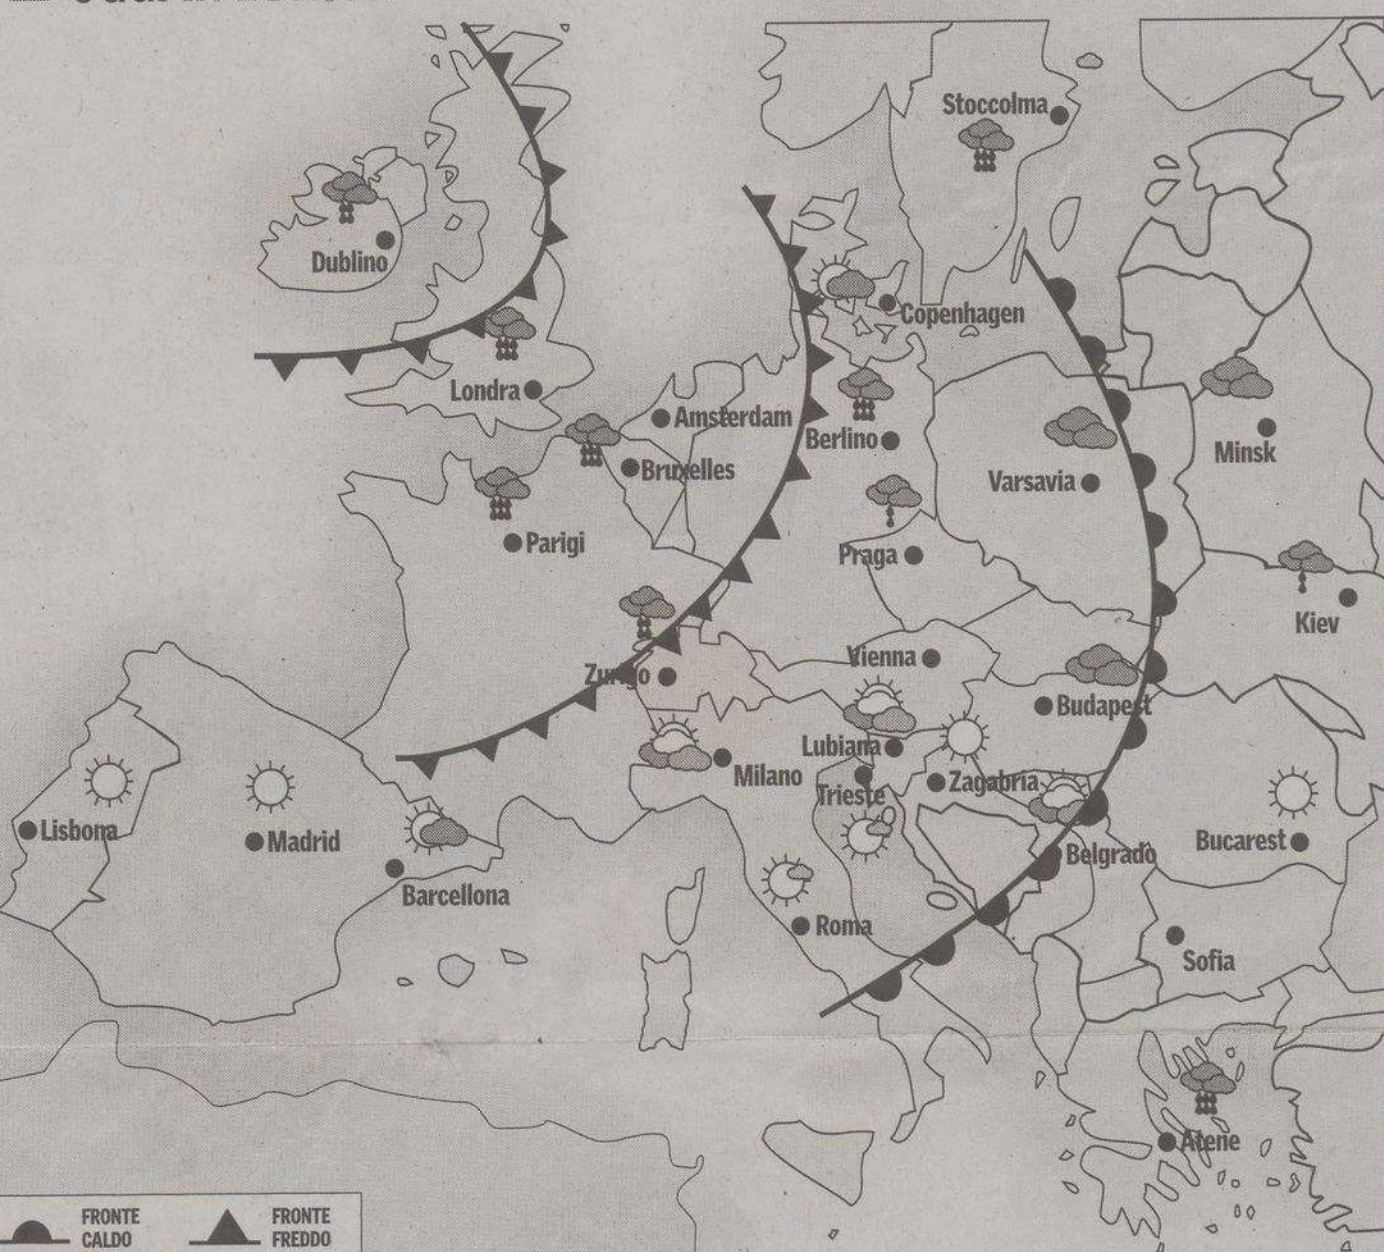 Stoccolma
Dublino
Copenhagen
Londra
Amsterdam
Berlino
Minsk
Bruxelles
Varsavia
Parigi
Praga
Kiev
Vienna
Zurigo
Budapest
Lubiana
Milano
Zagabria
Trieste
Lisbona
Madrid
Bucarest
Belgrado
Barcellona
Roma
Sofia
Atene
FRONTE
CALDO
FRONTE
FREDDO